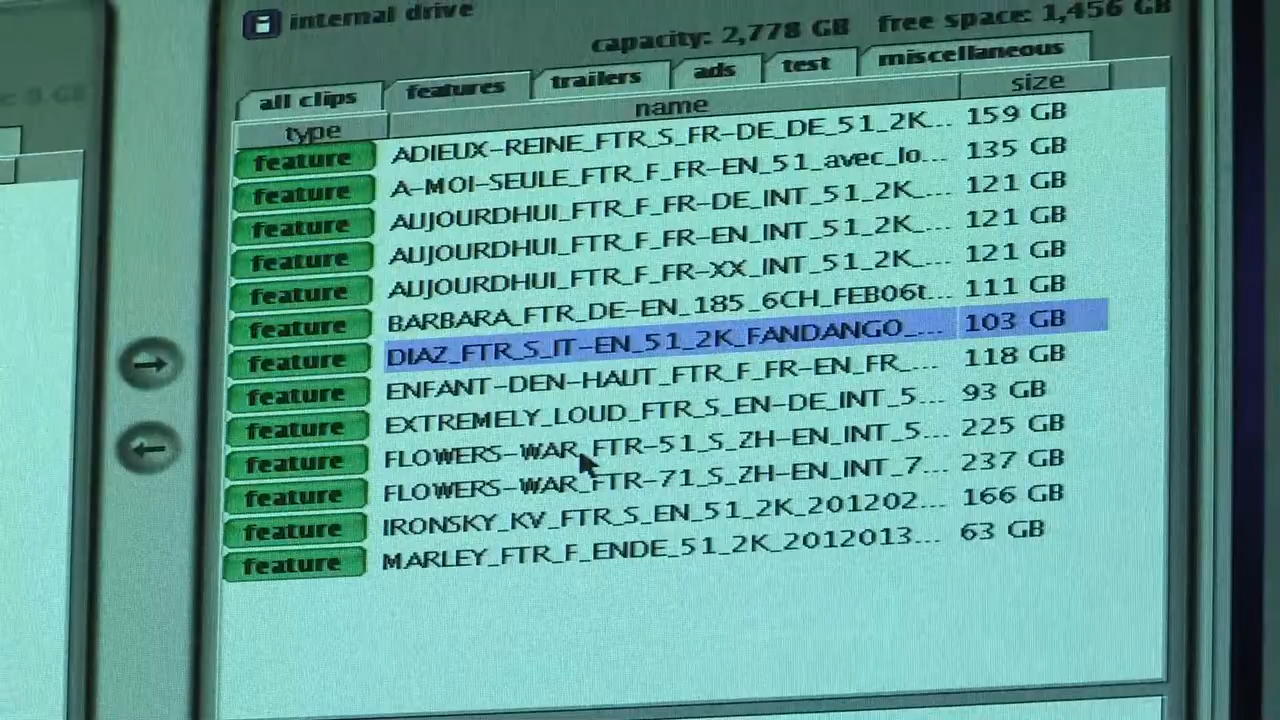 internal drive
capacity: 2,778 GB free space: 1,456 GB
all clips features trailers ads test miscellaneous
type name size
feature ADIEUX-REINE_FTR_S_FR-DE_DE_51_2K... 159 GB
feature A-MOI-SEULE_FTR_F_FR-EN_51_avec_lo... 135 GB
feature AUJOURDHUI_FTR_F_FR-DE_INT_51_2K_... 121 GB
feature AUJOURDHUI_FTR_F_FR-EN_INT_51_2K_... 121 GB
feature AUJOURDHUI_FTR_F_FR-XX_INT_51_2K_... 121 GB
feature BARBARA_FTR_DE-EN_185_6CH_FEB06t... 111 GB
feature DIAZ_FTR_S_IT-EN_51_2K_FANDANGO_... 103 GB
feature ENFANT-DEN-HAUT_FTR_F_FR-EN_FR_... 118 GB
feature EXTREMELY_LOUD_FTR_S_EN-DE_INT_5... 93 GB
feature FLOWERS-WAR_FTR-51_S_ZH-EN_INT_5... 225 GB
feature FLOWERS-WAR_FTR-71_S_ZH-EN_INT_7... 237 GB
feature IRONSKY_KV_FTR_S_EN_51_2K_201202... 166 GB
feature MARLEY_FTR_F_ENDE_51_2K_2012013... 63 GB